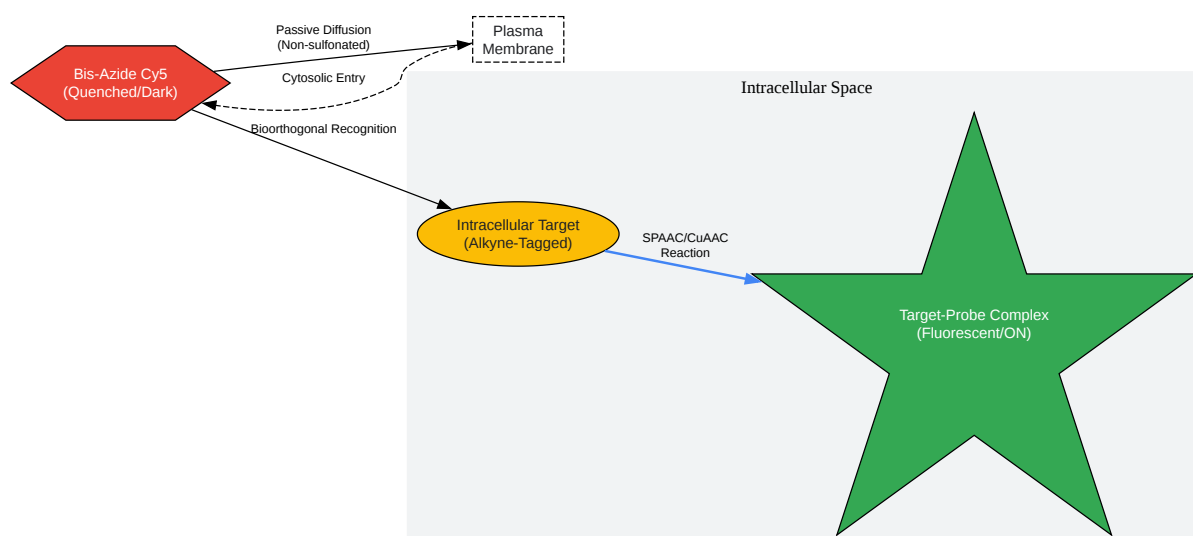 Passive Diffusion
(Non-sulfonated)
Plasma
Membrane
Bis-Azide Cy5
(Quenched/Dark)
Cytosolic Entry
Intracellular Space
Bioorthogonal Recognition
Intracellular Target
(Alkyne-Tagged)
SPAAC/CuAAC
Reaction
Target-Probe Complex
(Fluorescent/ON)